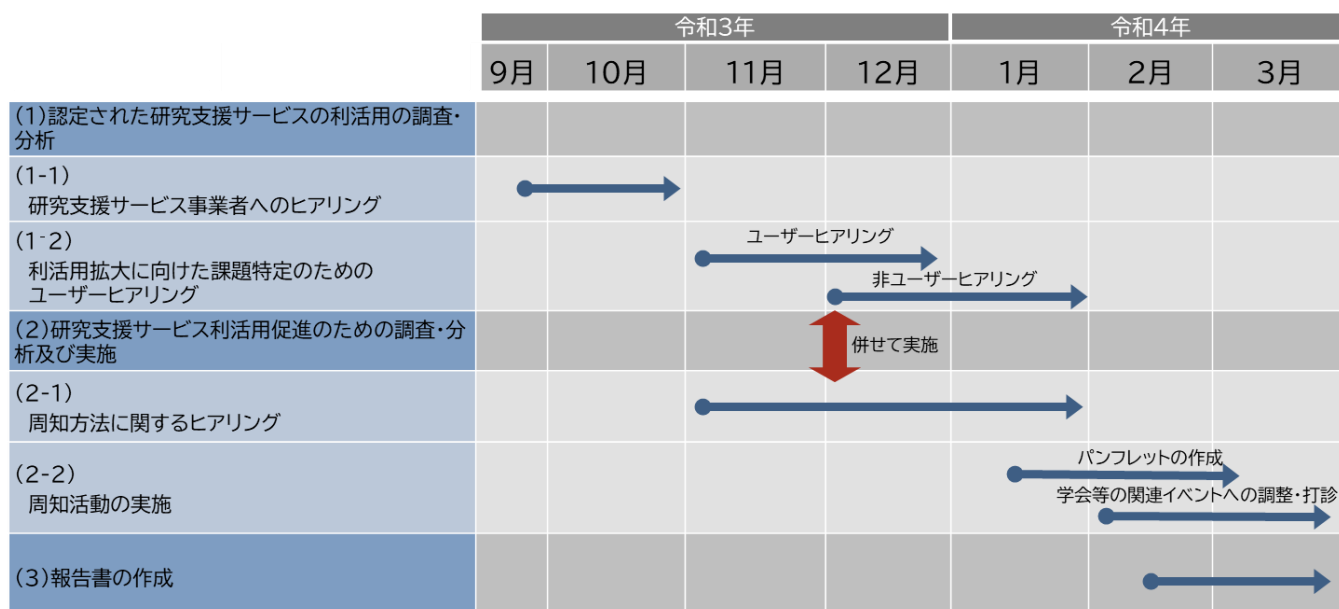 令和3年 令和4年
9月 10月 11月 12月 1月 2月 3月
(1)認定された研究支援サービスの利活用の調査・
分析
(1-1)
研究支援サービス事業者へのヒアリング
(1-2)
利活用拡大に向けた課題特定のための
ユーザーヒアリング
ユーザーヒアリング
非ユーザーヒアリング
(2)研究支援サービス利活用促進のための調査・分
析及び実施
併せて実施
(2-1)
周知方法に関するヒアリング
(2-2)
周知活動の実施
パンフレットの作成
学会等の関連イベントへの調整・打診
(3)報告書の作成